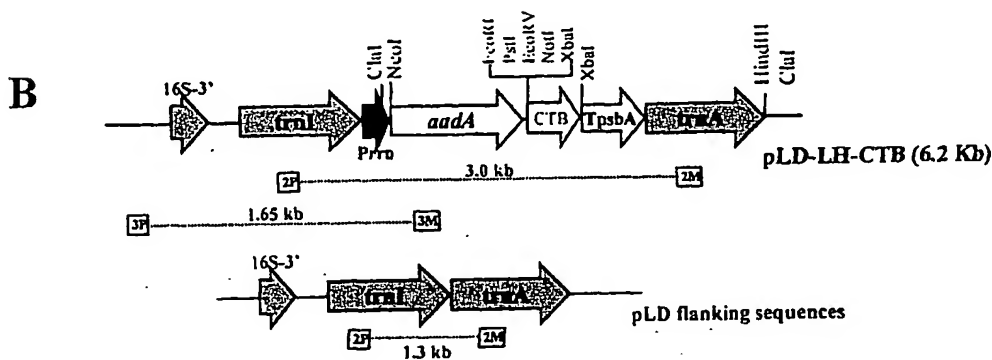 B
EcoRI
PstI
EcoRV
NotI
XbaI
ClaI
NcoI
XbaI
HindIII
ClaI
16S-3'
trnI
Prrn
aadA
CTB
TpsbA
trnA
pLD-LH-CTB (6.2 Kb)
2P
3.0 kb
2M
3P
1.65 kb
3M
16S-3'
trnI
trnA
pLD flanking sequences
2P
1.3 kb
2M